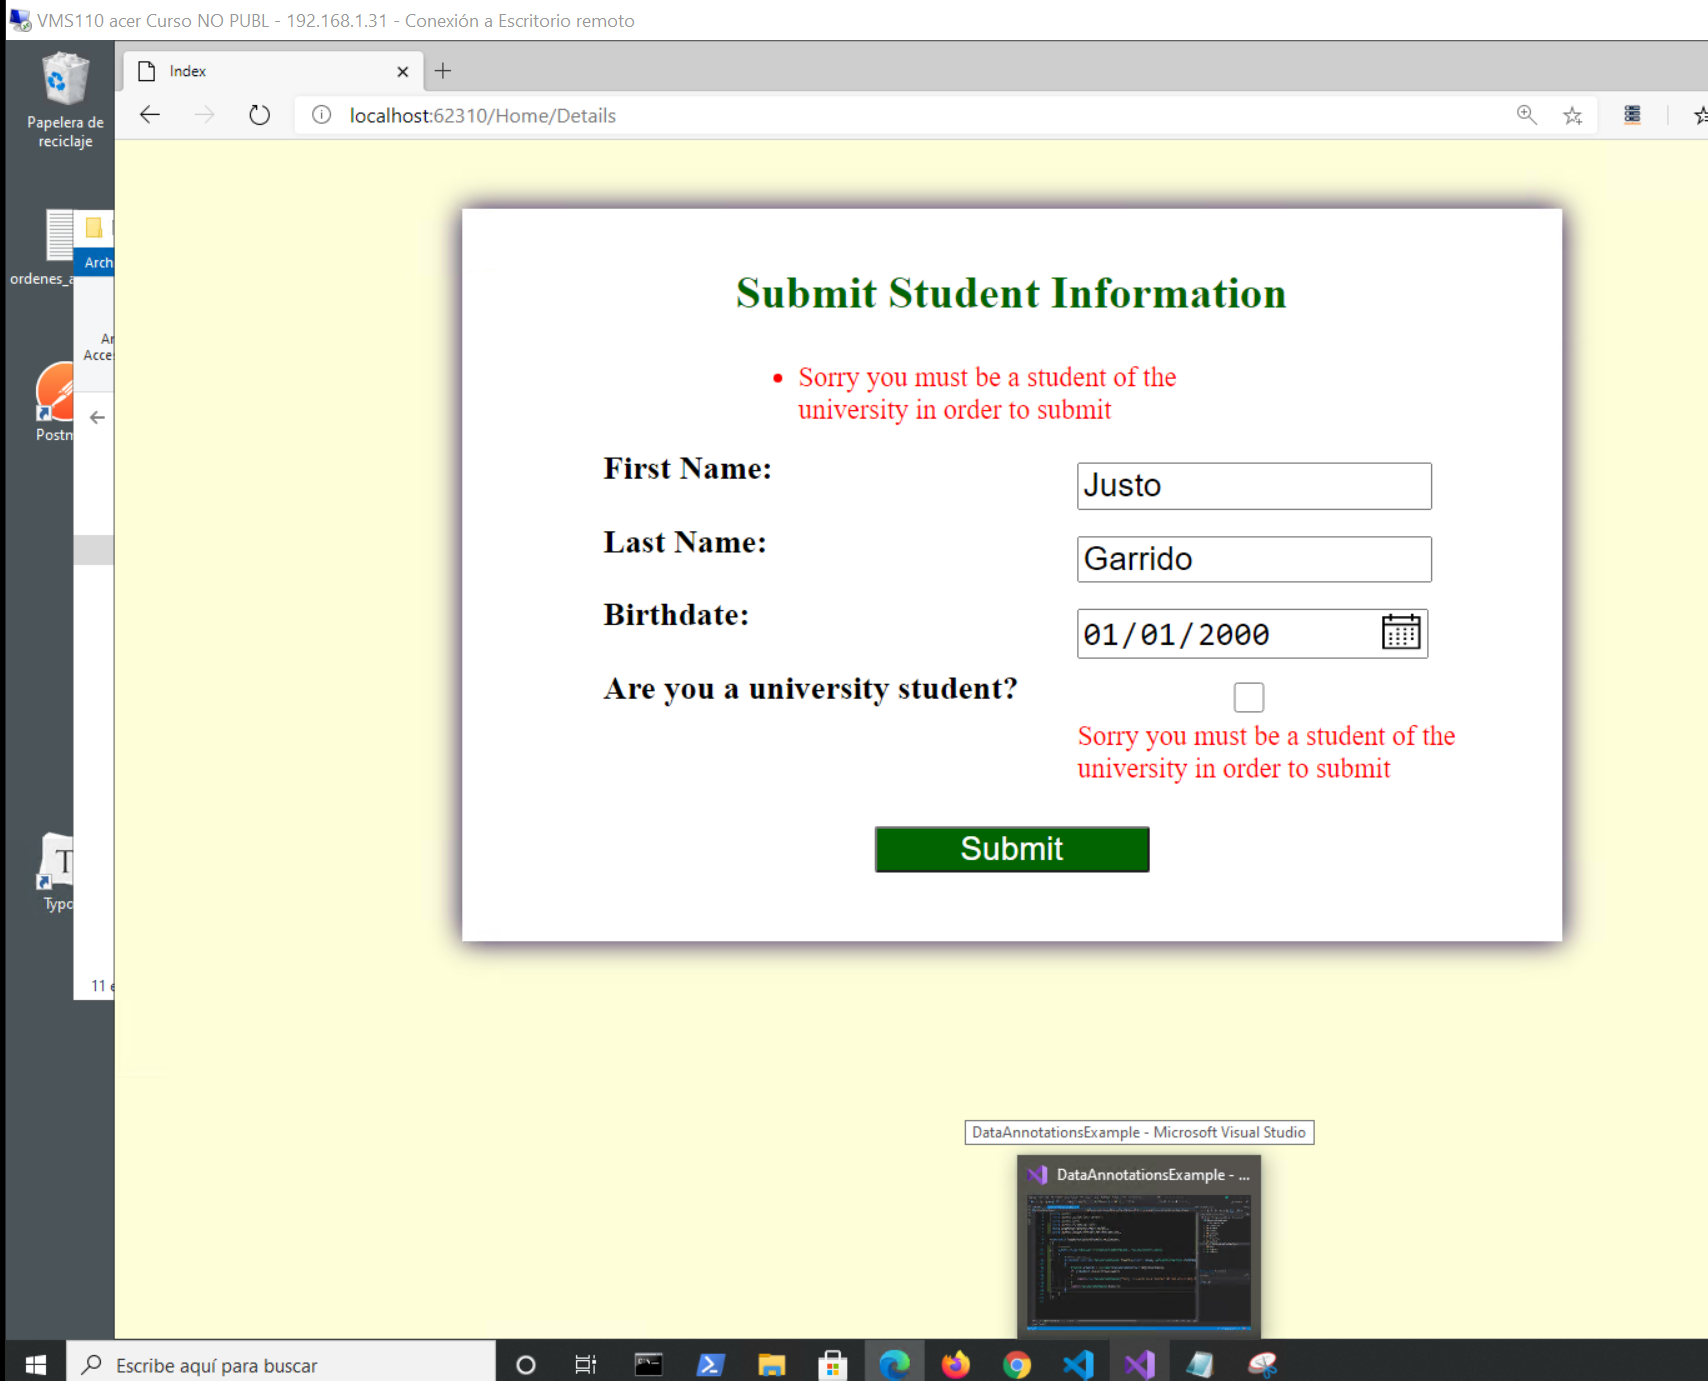 VMS110 acer Curso NO PUBL - 192.168.1.31 - Conexión a Escritorio remoto
Index
localhost:62310/Home/Details
Papelera de
reciclaje
Arch
ordenes_a
Ar
Acce
Postn
Typo
11 e
Submit Student Information
Sorry you must be a student of the
university in order to submit
First Name:
Justo
Last Name:
Garrido
Birthdate:
01/01/2000
Are you a university student?
Sorry you must be a student of the
university in order to submit
Submit
DataAnnotationsExample - Microsoft Visual Studio
DataAnnotationsExample - ...
Escribe aquí para buscar